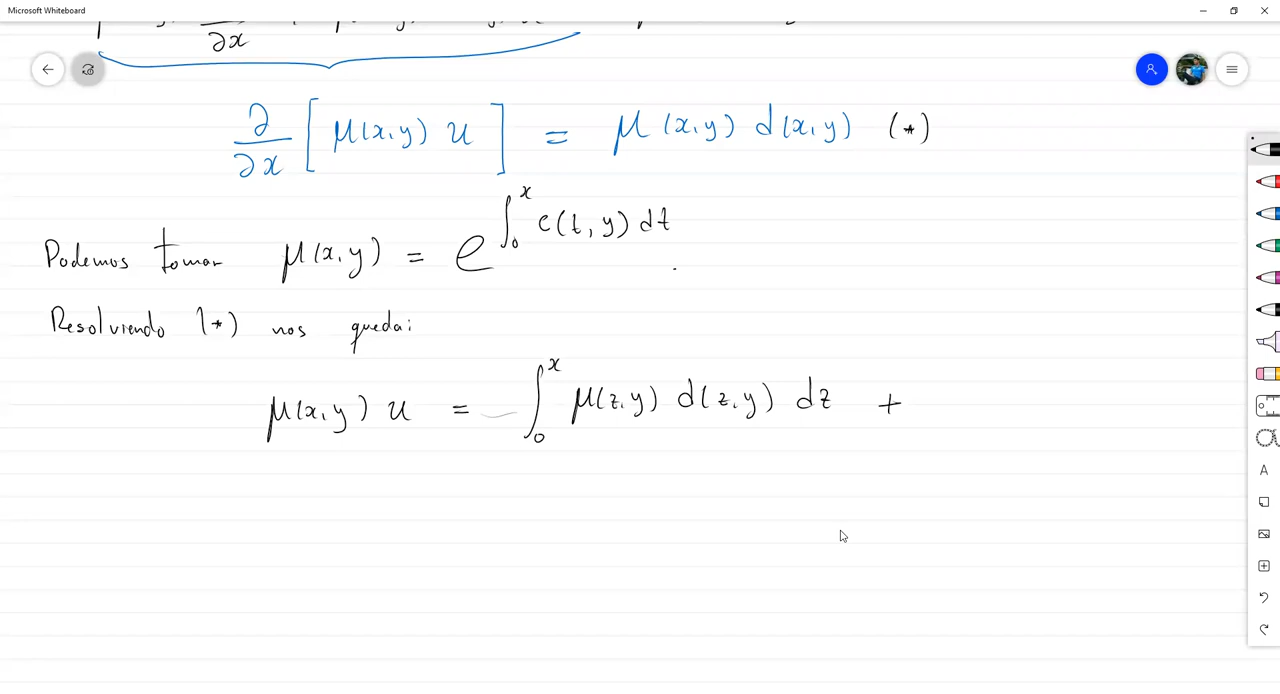 Microsoft Whiteboard
∂x
∂/∂x [ μ(x,y) u ] = μ(x,y) d(x,y) (*)
Podemos tomar μ(x,y) = e^{∫_0^x c(t,y) dt}.
Resolviendo (*) nos queda:
μ(x,y) u = ∫_0^x μ(z,y) d(z,y) dz +